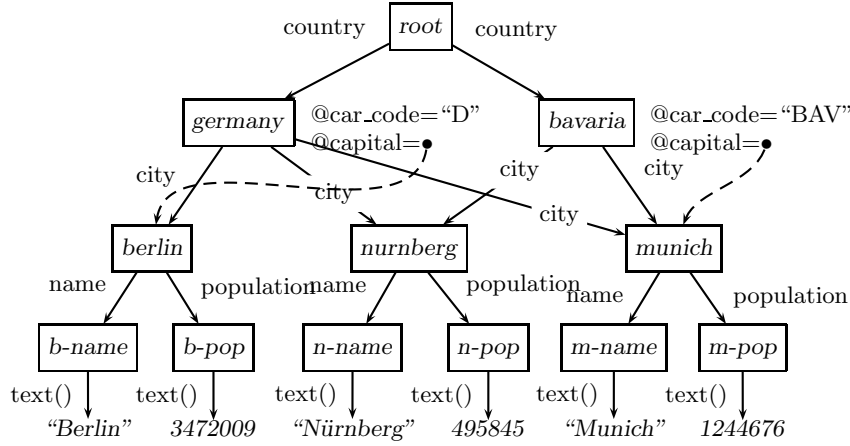 root
country country
germany @car_code="D" bavaria @car_code="BAV"
@capital= @capital=
city city city city
city
berlin nurnberg munich
name population name population name population
b-name b-pop n-name n-pop m-name m-pop
text() text() text() text() text() text()
"Berlin" 3472009 "Nürnberg" 495845 "Munich" 1244676